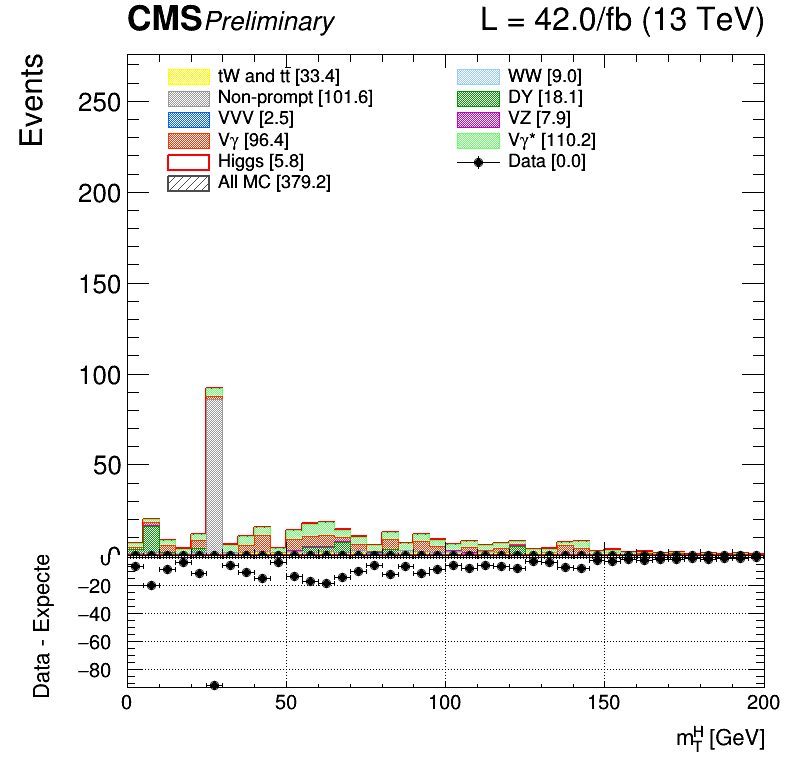 CMS Preliminary L = 42.0/fb (13 TeV)
Events
tW and tt̄ [33.4]
Non-prompt [101.6]
VVV [2.5]
Vγ [96.4]
Higgs [5.8]
All MC [379.2]
WW [9.0]
DY [18.1]
VZ [7.9]
Vγ* [110.2]
Data [0.0]
250
200
150
100
50
0
Data - Expecte
−20
−40
−60
−80
0 50 100 150 200
m_T^H [GeV]